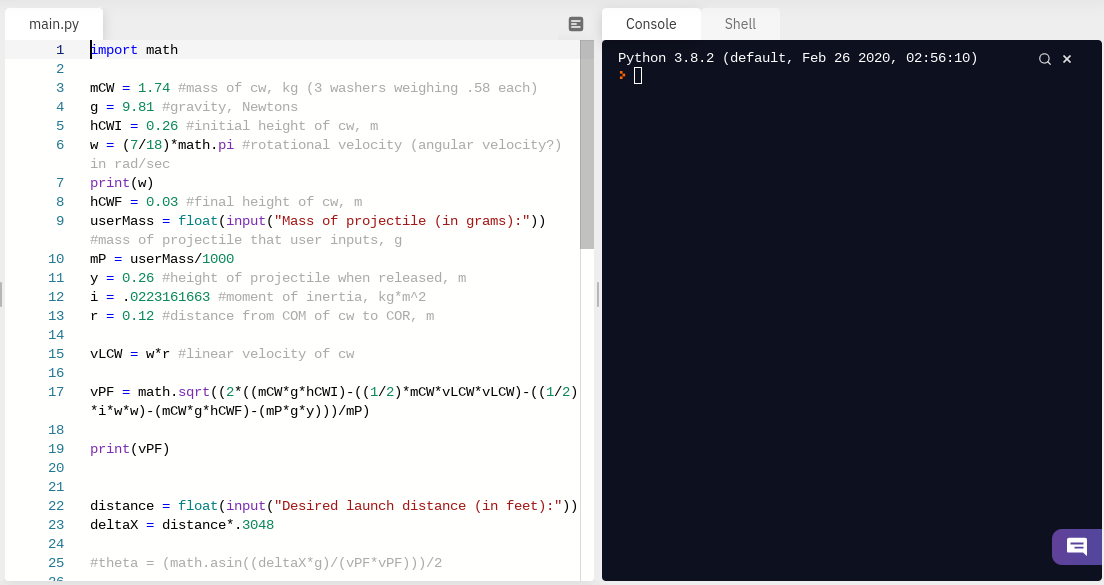 main.py
Console
Shell
1 import math
2
3 mCW = 1.74 #mass of cw, kg (3 washers weighing .58 each)
4 g = 9.81 #gravity, Newtons
5 hCWI = 0.26 #initial height of cw, m
6 w = (7/18)*math.pi #rotational velocity (angular velocity?)
in rad/sec
7 print(w)
8 hCWF = 0.03 #final height of cw, m
9 userMass = float(input("Mass of projectile (in grams):"))
#mass of projectile that user inputs, g
10 mP = userMass/1000
11 y = 0.26 #height of projectile when released, m
12 i = .0223161663 #moment of inertia, kg*m^2
13 r = 0.12 #distance from COM of cw to COR, m
14
15 vLCW = w*r #linear velocity of cw
16
17 vPF = math.sqrt((2*((mCW*g*hCWI)-((1/2)*mCW*vLCW*vLCW)-((1/2)
*i*w*w)-(mCW*g*hCWF)-(mP*g*y)))/mP)
18
19 print(vPF)
20
21
22 distance = float(input("Desired launch distance (in feet):"))
23 deltaX = distance*.3048
24
25 #theta = (math.asin((deltaX*g)/(vPF*vPF)))/2
26
Python 3.8.2 (default, Feb 26 2020, 02:56:10)